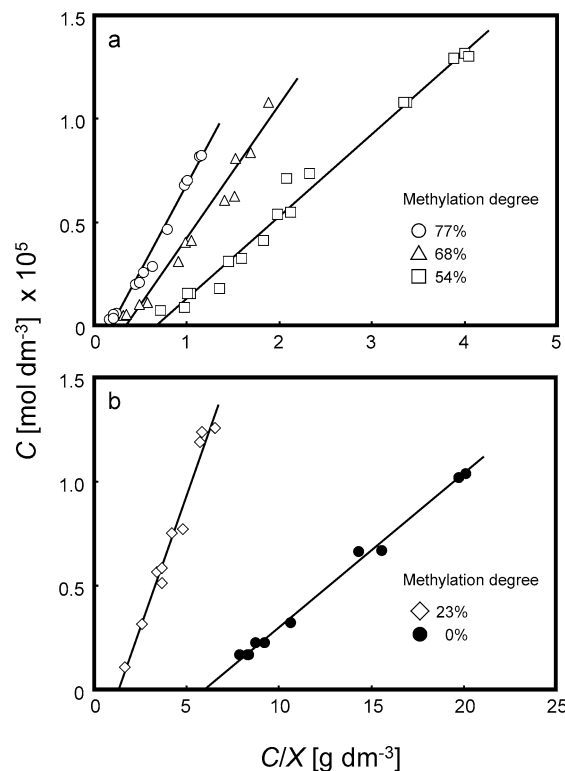 a
1.5
1.0
0.5
0
0 1 2 3 4 5
Methylation degree
77%
68%
54%
C [mol dm⁻³] x 10⁵
b
1.5
1.0
0.5
0
0 5 10 15 20 25
Methylation degree
23%
0%
C/X [g dm⁻³]